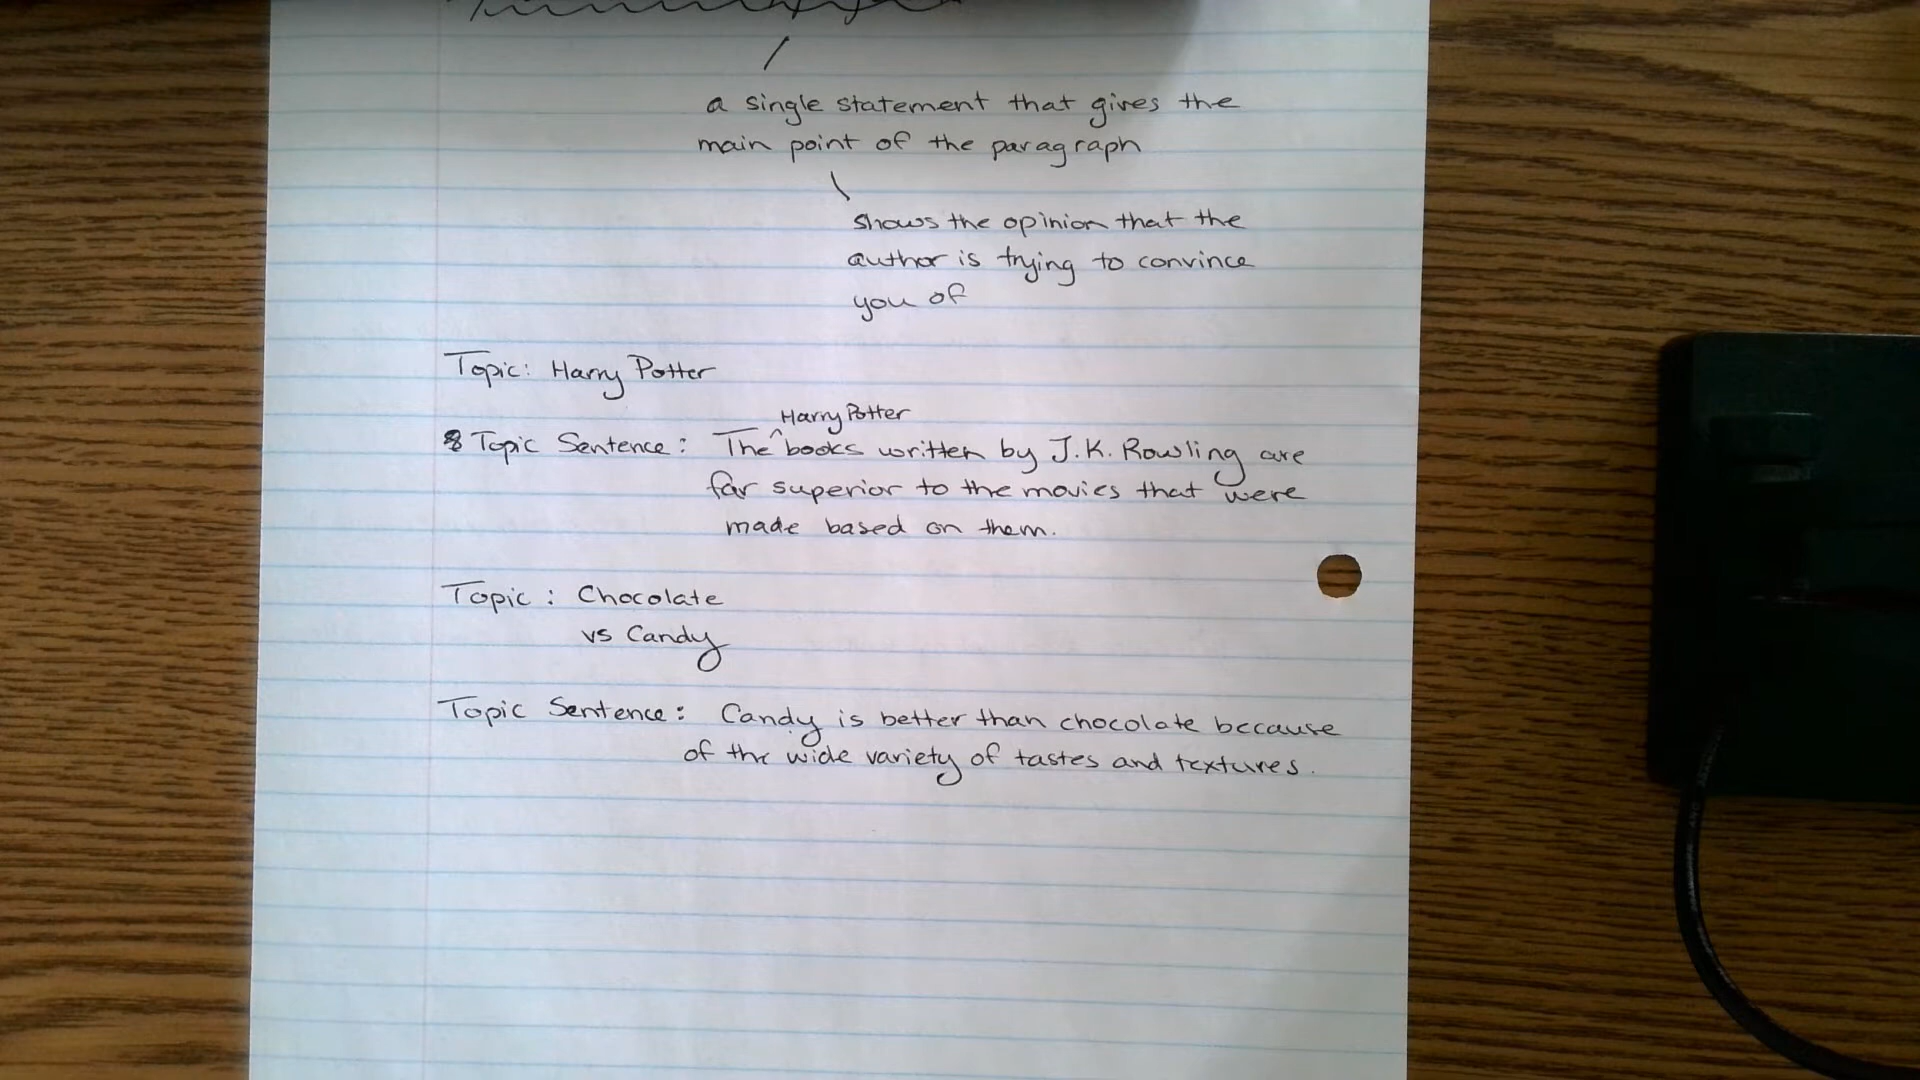 a single statement that gives the
main point of the paragraph
shows the opinion that the
author is trying to convince
you of
Topic: Harry Potter
Harry Potter
Topic Sentence: The ^ books written by J.K. Rowling are
far superior to the movies that were
made based on them.
Topic: Chocolate
vs Candy
Topic Sentence: Candy is better than chocolate because
of the wide variety of tastes and textures.